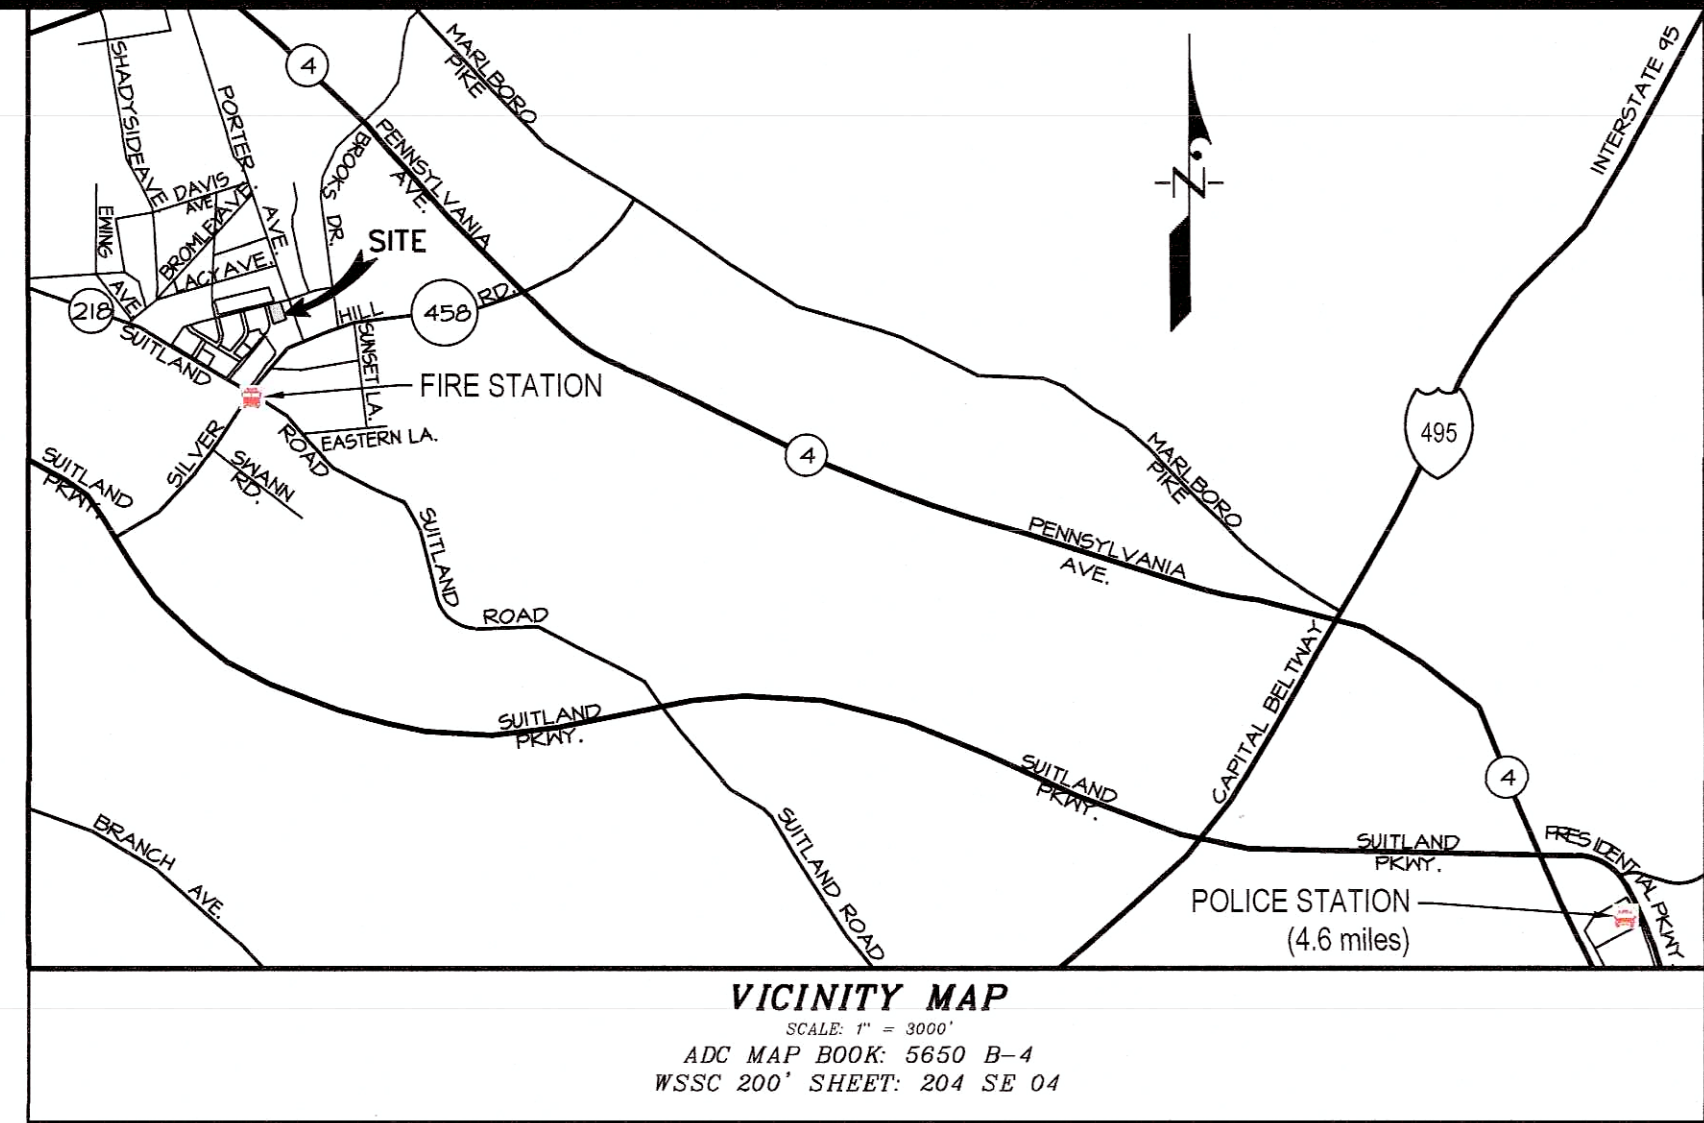 MARLBORO
PIKE
INTERSTATE 95
SHADYSIDE AVE.
PORTER
AVE.
4
PENNSYLVANIA
AVE.
BROOKS
DR.
N
DAVIS
AVE.
BROMLEY AVE.
EWING
AVE.
LACY AVE.
SITE
218
SUITLAND
HILL
458
RD.
SUNSET LA.
FIRE STATION
EASTERN LA.
495
SILVER
ROAD
SWANN
RD.
SUITLAND
PKWY.
4
MARLBORO
PIKE
SUITLAND
ROAD
PENNSYLVANIA
AVE.
CAPITAL BELTWAY
SUITLAND
PKWY.
SUITLAND
PKWY.
4
BRANCH
AVE.
SUITLAND ROAD
SUITLAND
PKWY.
PRESIDENTIAL PKWY.
POLICE STATION
(4.6 miles)
VICINITY MAP
SCALE: 1" = 3000'
ADC MAP BOOK: 5650 B-4
WSSC 200' SHEET: 204 SE 04